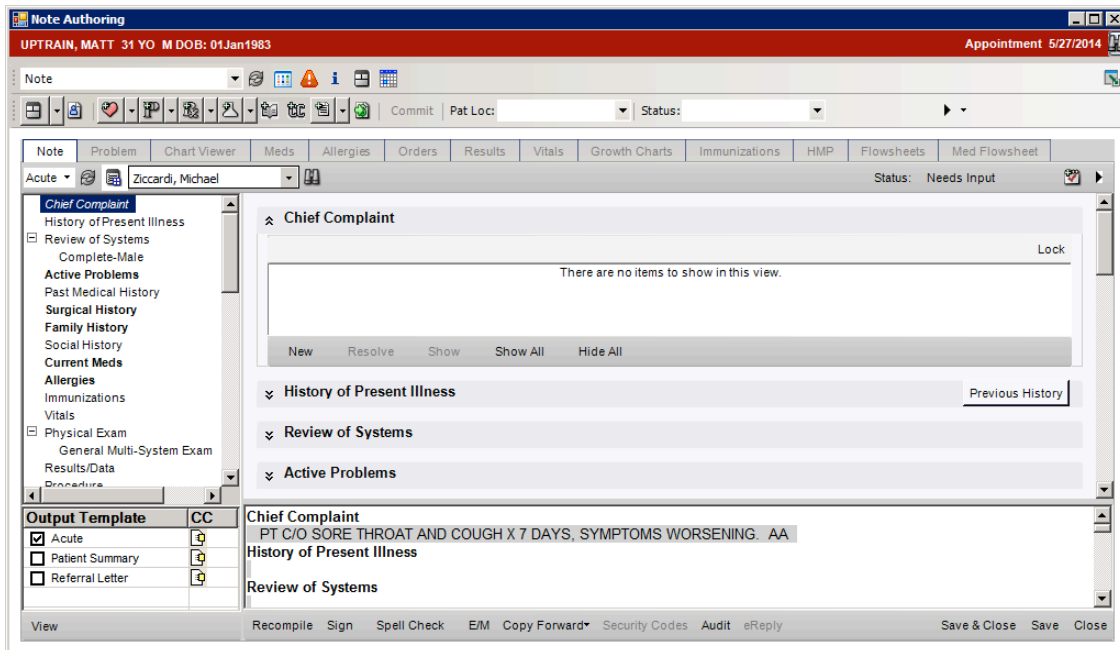 Note Authoring
UPTRAIN, MATT 31 YO M DOB: 01Jan1983 Appointment 5/27/2014
Note
Commit Pat Loc: Status:
Note Problem Chart Viewer Meds Allergies Orders Results Vitals Growth Charts Immunizations HMP Flowsheets Med Flowsheet
Acute Ziccardi, Michael Status: Needs Input
Chief Complaint
History of Present Illness
Review of Systems
Complete-Male
Active Problems
Past Medical History
Surgical History
Family History
Social History
Current Meds
Allergies
Immunizations
Vitals
Physical Exam
General Multi-System Exam
Results/Data
Procedure
Chief Complaint
Lock
There are no items to show in this view.
New Resolve Show Show All Hide All
History of Present Illness Previous History
Review of Systems
Active Problems
Output Template CC
Acute
Patient Summary
Referral Letter
View
Chief Complaint
PT C/O SORE THROAT AND COUGH X 7 DAYS, SYMPTOMS WORSENING. AA
History of Present Illness
Review of Systems
Recompile Sign Spell Check E/M Copy Forward Security Codes Audit eReply Save & Close Save Close